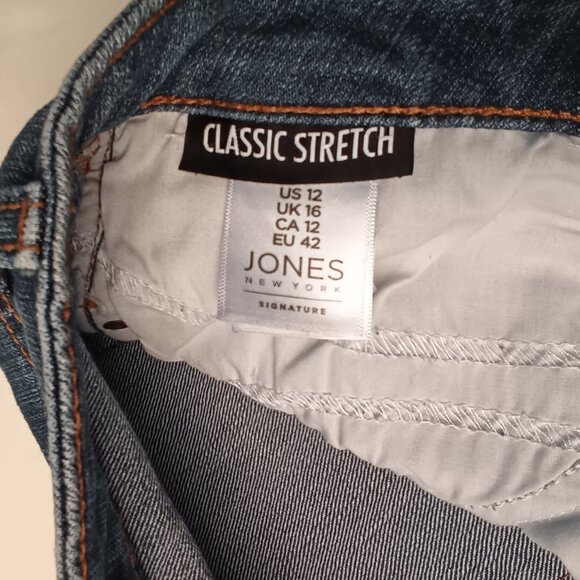 CLASSIC STRETCH
US 12
UK 16
CA 12
EU 42
JONES
NEW YORK
SIGNATURE